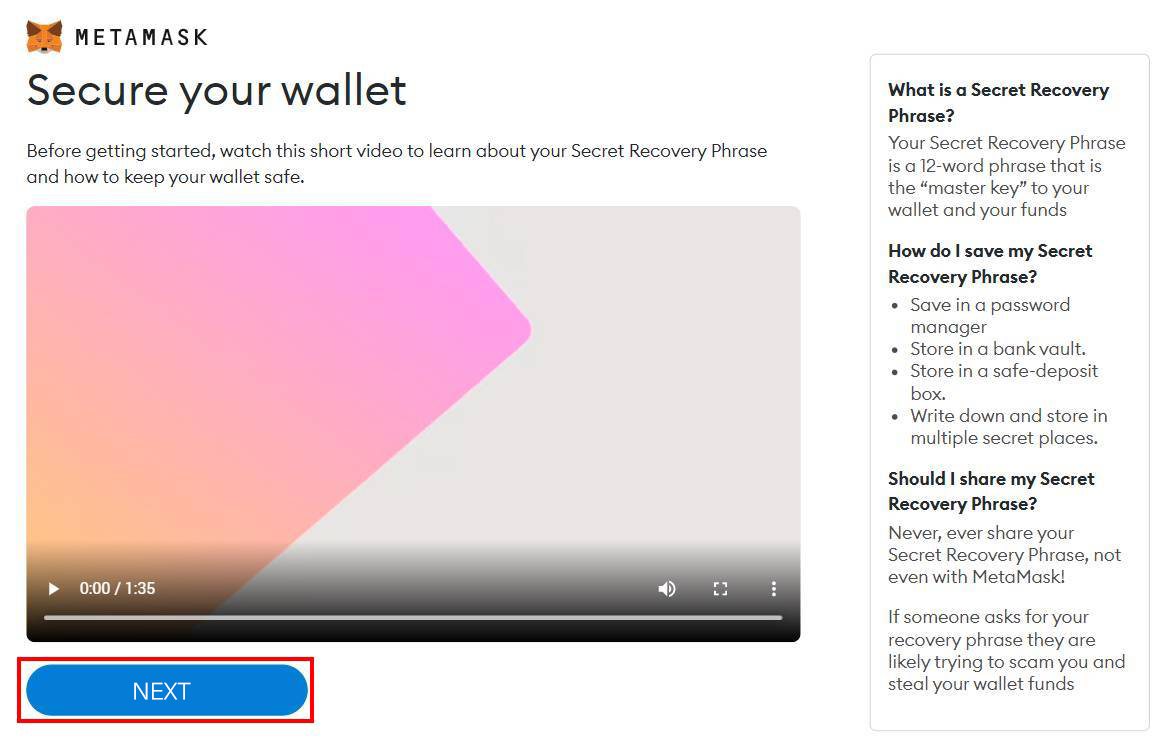 METAMASK
Secure your wallet
Before getting started, watch this short video to learn about your Secret Recovery Phrase
and how to keep your wallet safe.
0:00 / 1:35
NEXT
What is a Secret Recovery
Phrase?
Your Secret Recovery Phrase
is a 12-word phrase that is
the “master key” to your
wallet and your funds
How do I save my Secret
Recovery Phrase?
• Save in a password
manager
• Store in a bank vault.
• Store in a safe-deposit
box.
• Write down and store in
multiple secret places.
Should I share my Secret
Recovery Phrase?
Never, ever share your
Secret Recovery Phrase, not
even with MetaMask!
If someone asks for your
recovery phrase they are
likely trying to scam you and
steal your wallet funds